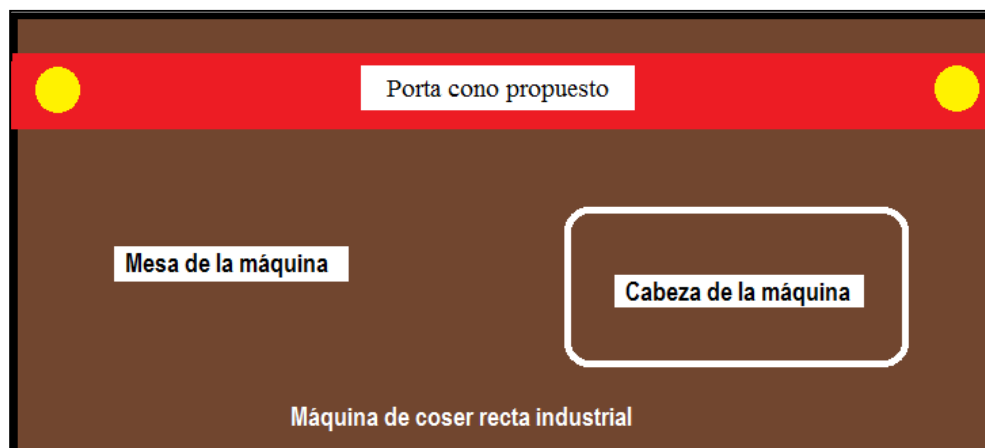 Porta cono propuesto
Mesa de la máquina
Cabeza de la máquina
Máquina de coser recta industrial